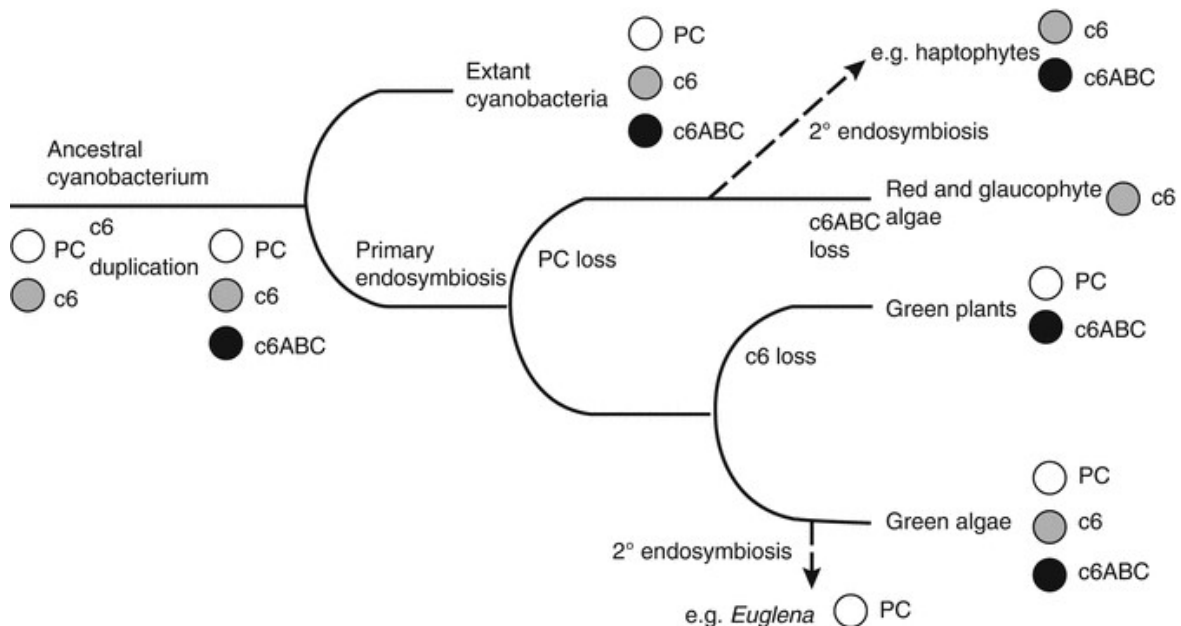 PC
c6
c6ABC
Extant
cyanobacteria
e.g. haptophytes
c6
c6ABC
2° endosymbiosis
Ancestral
cyanobacterium
c6
duplication
PC
c6
PC
c6
c6ABC
Primary
endosymbiosis
PC loss
Red and glaucophyte
algae
c6
c6ABC
loss
Green plants
PC
c6ABC
c6 loss
Green algae
PC
c6
c6ABC
2° endosymbiosis
e.g. Euglena
PC